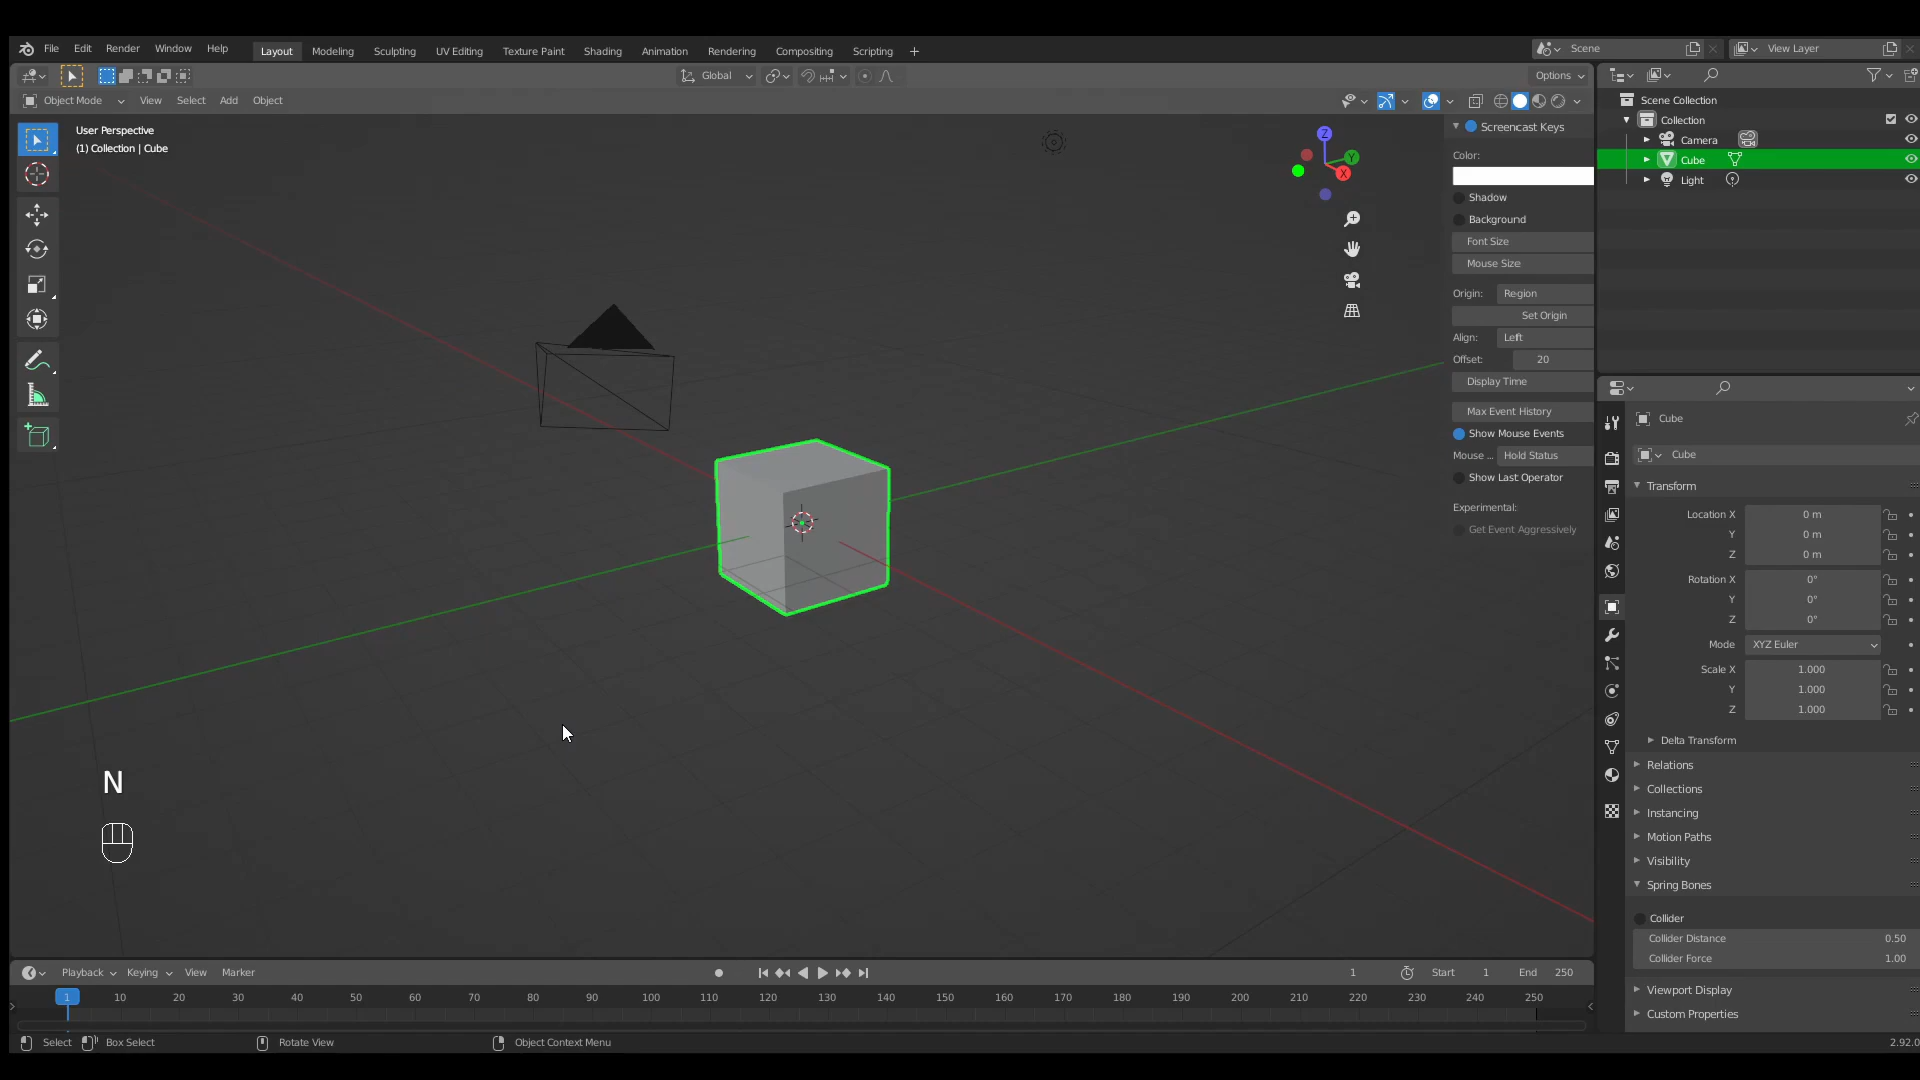 File Edit Render Window Help Layout Modeling Sculpting UV Editing Texture Paint Shading Animation Rendering Compositing Scripting + Scene View Layer
Global Options
Object Mode View Select Add Object
User Perspective
(1) Collection | Cube
Z
Y
X
Screencast Keys
Color:
Shadow
Background
Font Size
Mouse Size
Origin: Region
Set Origin
Align: Left
Offset: 20
Display Time
Max Event History
Show Mouse Events
Mouse ... Hold Status
Show Last Operator
Experimental:
Get Event Aggressively
Scene Collection
Collection
Camera
Cube
Light
Cube
Cube
Transform
Location X 0 m
Y 0 m
Z 0 m
Rotation X 0°
Y 0°
Z 0°
Mode XYZ Euler
Scale X 1.000
Y 1.000
Z 1.000
Delta Transform
Relations
Collections
Instancing
Motion Paths
Visibility
Spring Bones
Collider
Collider Distance 0.50
Collider Force 1.00
Viewport Display
Custom Properties
N
Playback Keying View Marker 1 Start 1 End 250
1 10 20 30 40 50 60 70 80 90 100 110 120 130 140 150 160 170 180 190 200 210 220 230 240 250
Select Box Select Rotate View Object Context Menu 2.92.0